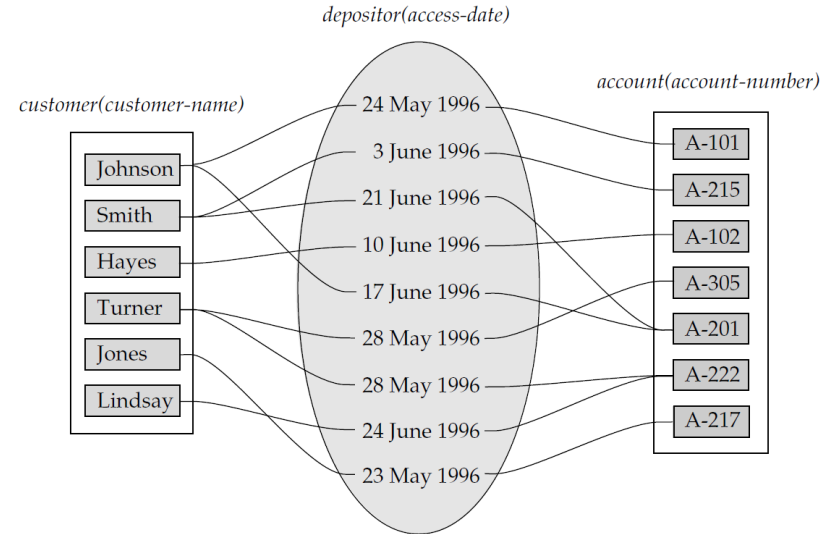 depositor(access-date)
customer(customer-name)
account(account-number)
Johnson
Smith
Hayes
Turner
Jones
Lindsay
24 May 1996
3 June 1996
21 June 1996
10 June 1996
17 June 1996
28 May 1996
28 May 1996
24 June 1996
23 May 1996
A-101
A-215
A-102
A-305
A-201
A-222
A-217